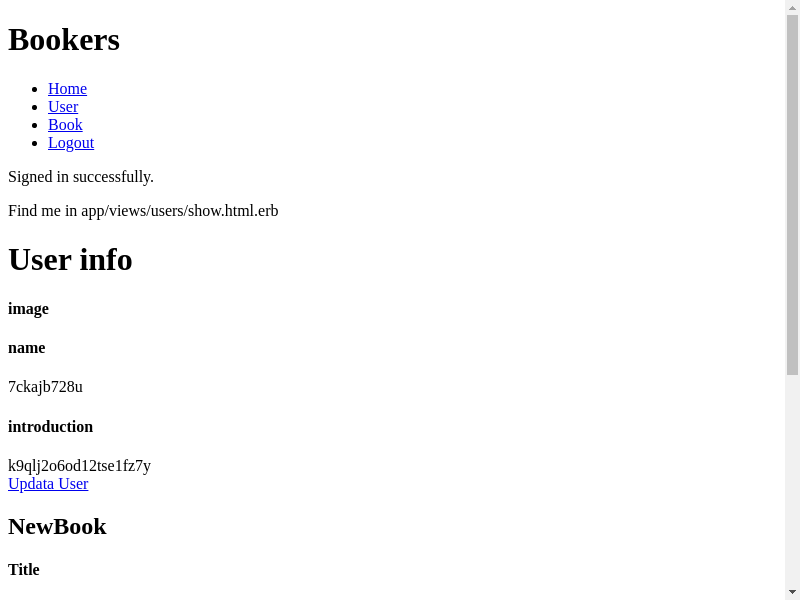 Bookers
Home
User
Book
Logout
Signed in successfully.
Find me in app/views/users/show.html.erb
User info
image
name
7ckajb728u
introduction
k9qlj2o6od12tse1fz7y
Updata User
NewBook
Title